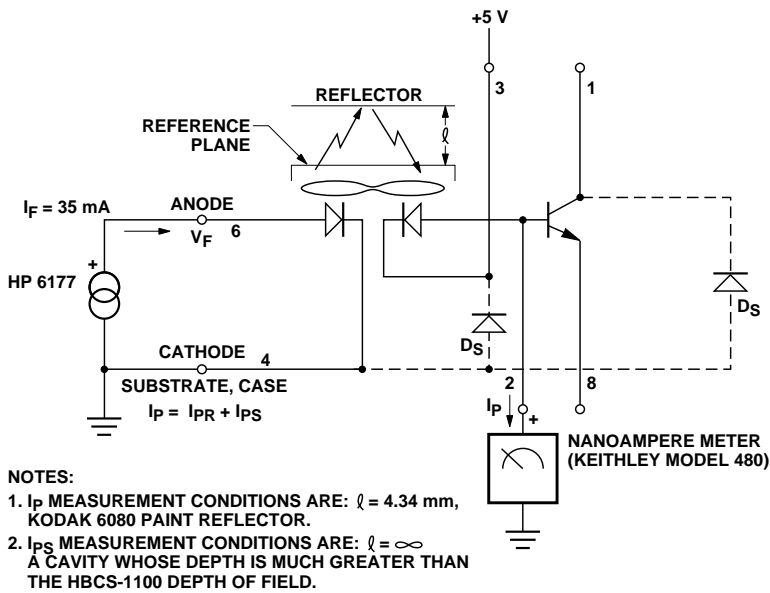 +5 V
3
1
REFLECTOR
ℓ
REFERENCE
PLANE
I_F = 35 mA
ANODE
V_F
6
+
HP 6177
D_S
D_S
CATHODE
4
SUBSTRATE, CASE
I_P = I_PR + I_PS
2
8
I_P
+
NANOAMPERE METER
(KEITHLEY MODEL 480)
NOTES:
1. I_P MEASUREMENT CONDITIONS ARE: ℓ = 4.34 mm,
KODAK 6080 PAINT REFLECTOR.
2. I_PS MEASUREMENT CONDITIONS ARE: ℓ = ∞
A CAVITY WHOSE DEPTH IS MUCH GREATER THAN
THE HBCS-1100 DEPTH OF FIELD.